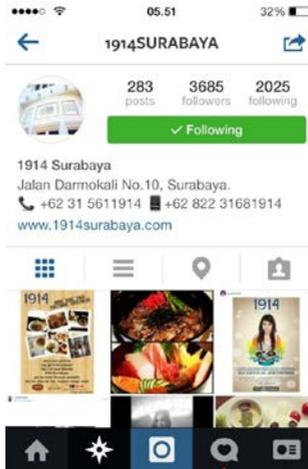 05.51
32%
1914SURABAYA
283 3685 2025
posts followers following
Following
1914 Surabaya
Jalan Darmokali No.10, Surabaya.
+62 31 5611914 +62 822 31681914
www.1914surabaya.com
1914
1914